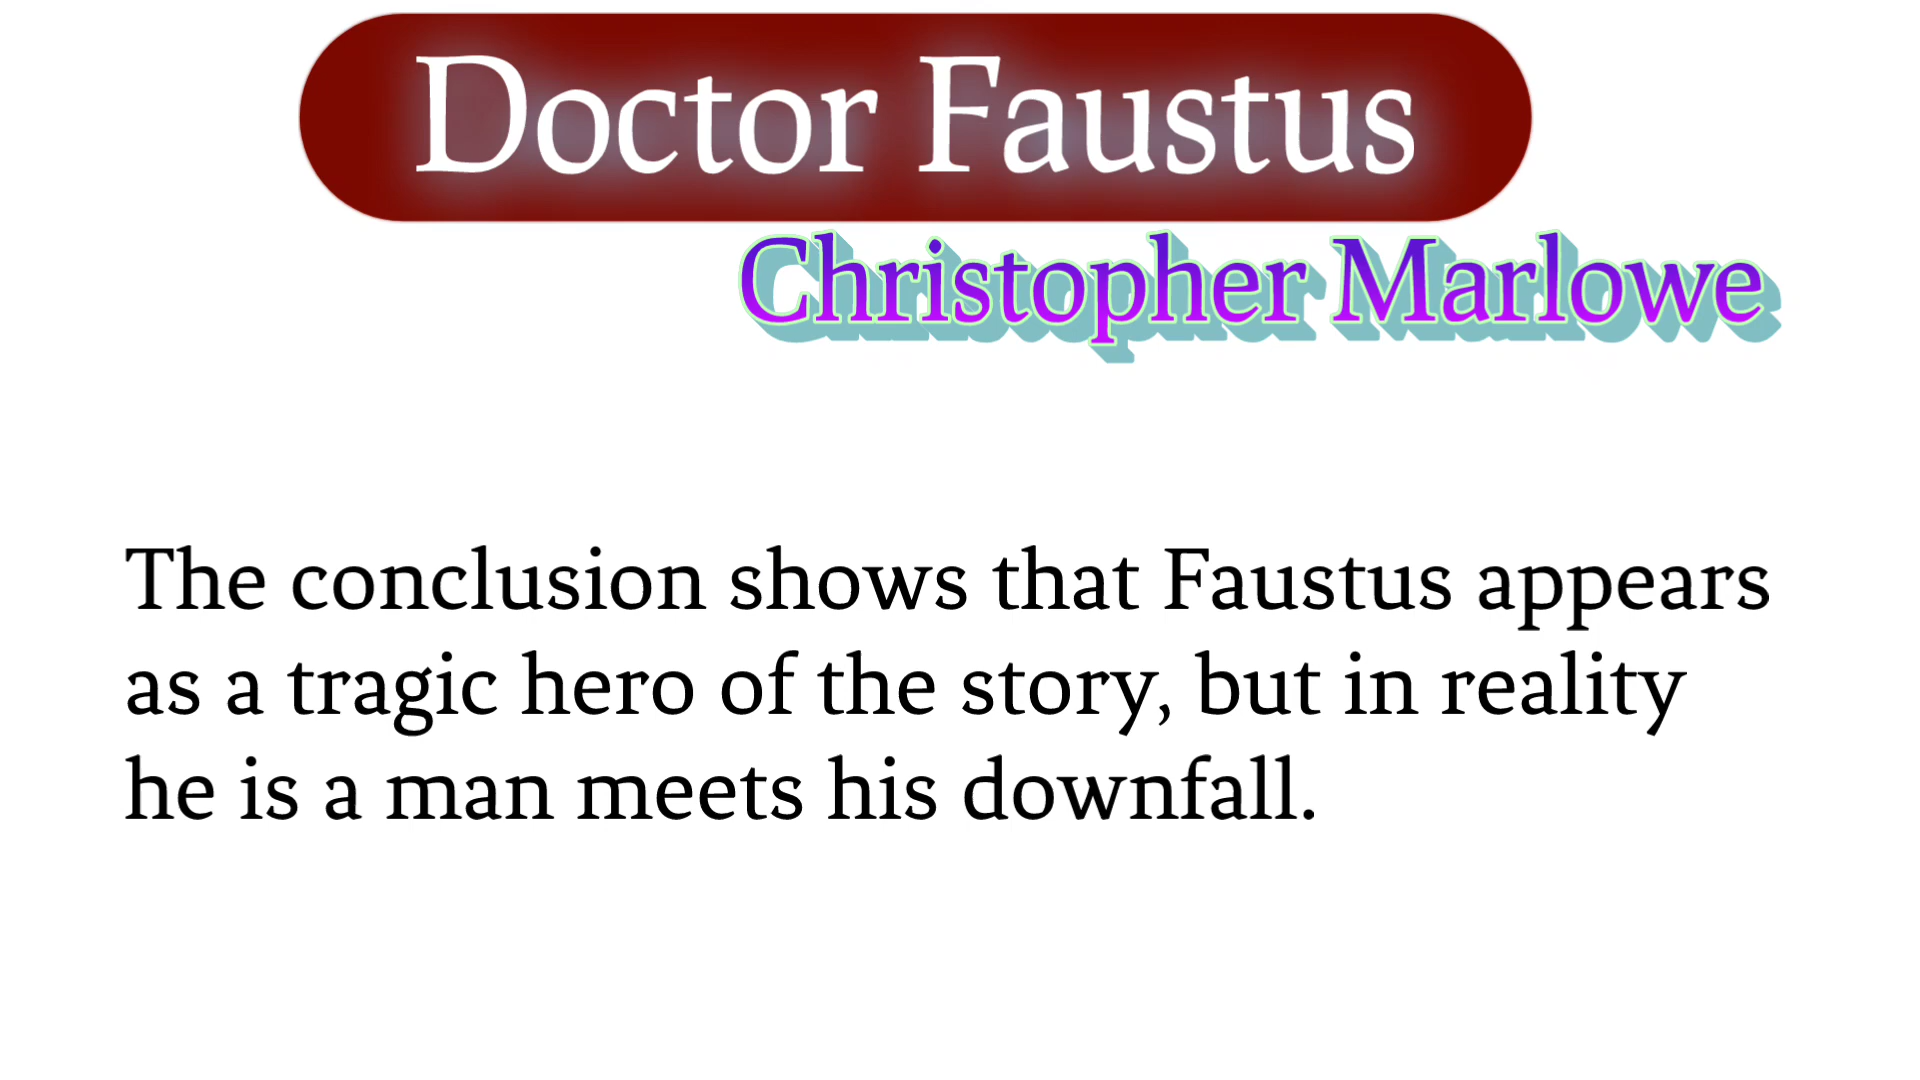 Doctor Faustus
Christopher Marlowe
The conclusion shows that Faustus appears
as a tragic hero of the story, but in reality
he is a man meets his downfall.